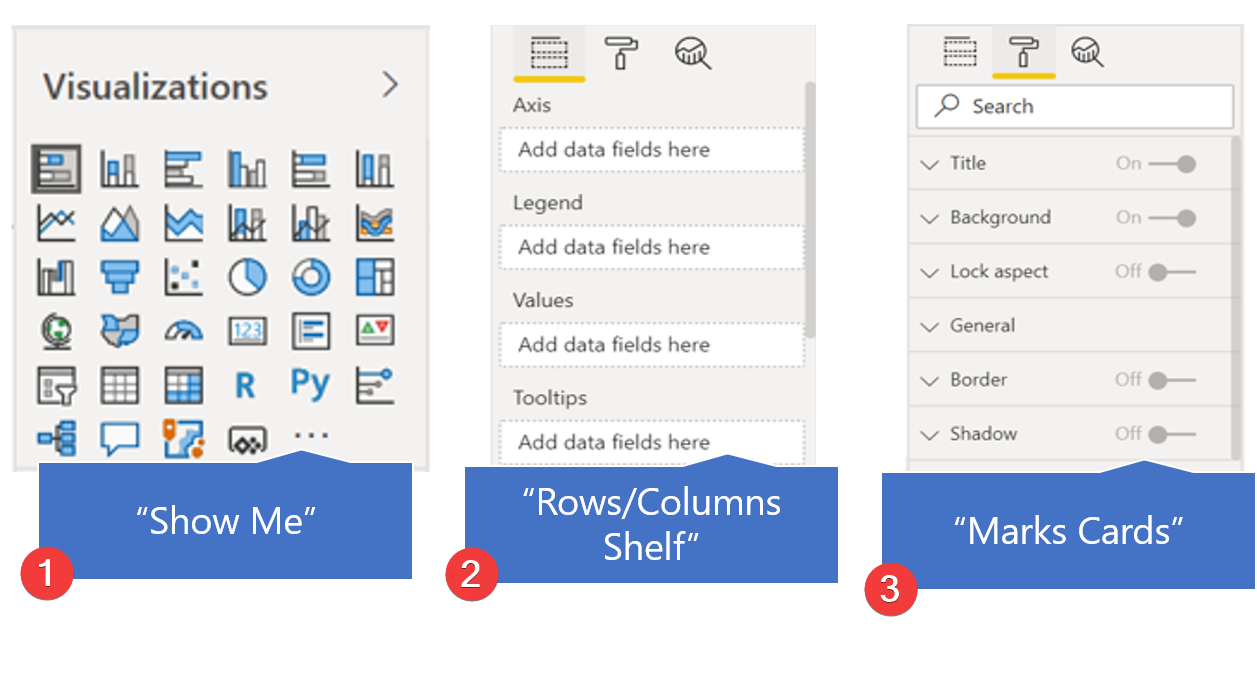 Visualizations
123
R
Py
“Show Me”
1
Axis
Add data fields here
Legend
Add data fields here
Values
Add data fields here
Tooltips
Add data fields here
“Rows/Columns
Shelf”
2
Search
Title On
Background On
Lock aspect Off
General
Border Off
Shadow Off
“Marks Cards”
3